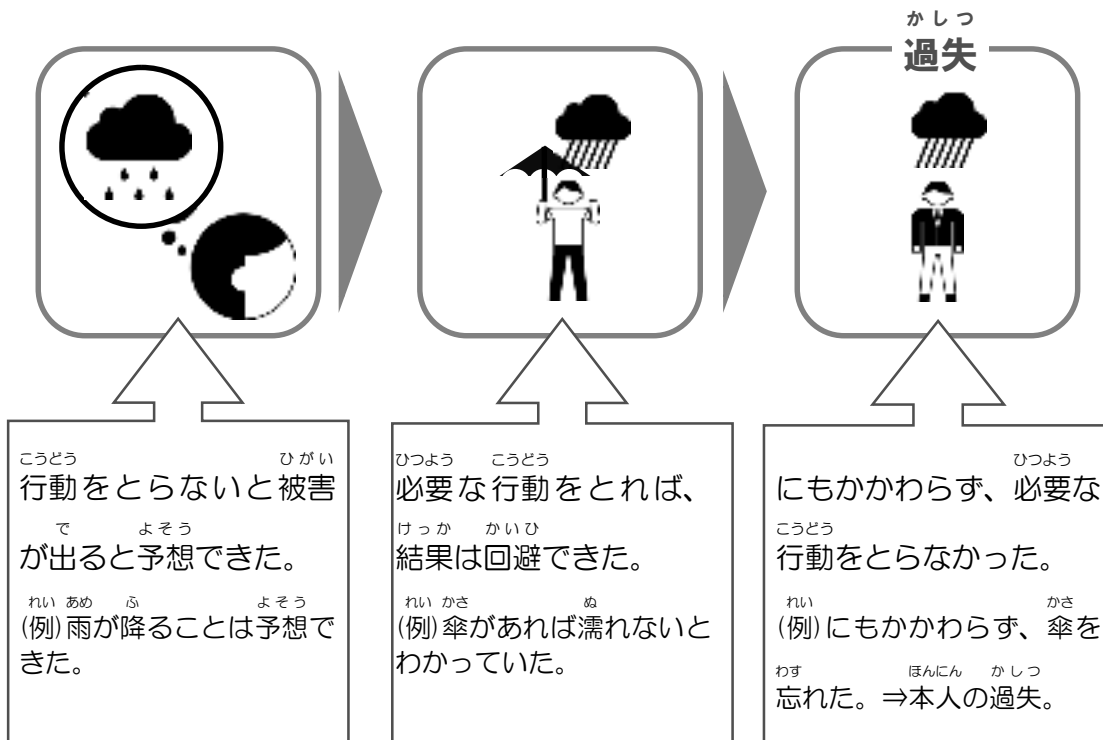 かしつ
過失
こうどう ひがい
行動をとらないと被害
で よそう
が出ると予想できた。
れい あめ ふ よそう
(例)雨が降ることは予想で
きた。
ひつよう こうどう
必要な行動をとれば、
けっか かいひ
結果は回避できた。
れい かさ ぬ
(例)傘があれば濡れないと
わかっていた。
ひつよう
にもかかわらず、必要な
こうどう
行動をとらなかった。
れい かさ
(例)にもかかわらず、傘を
わす ほんにん かしつ
忘れた。⇒本人の過失。